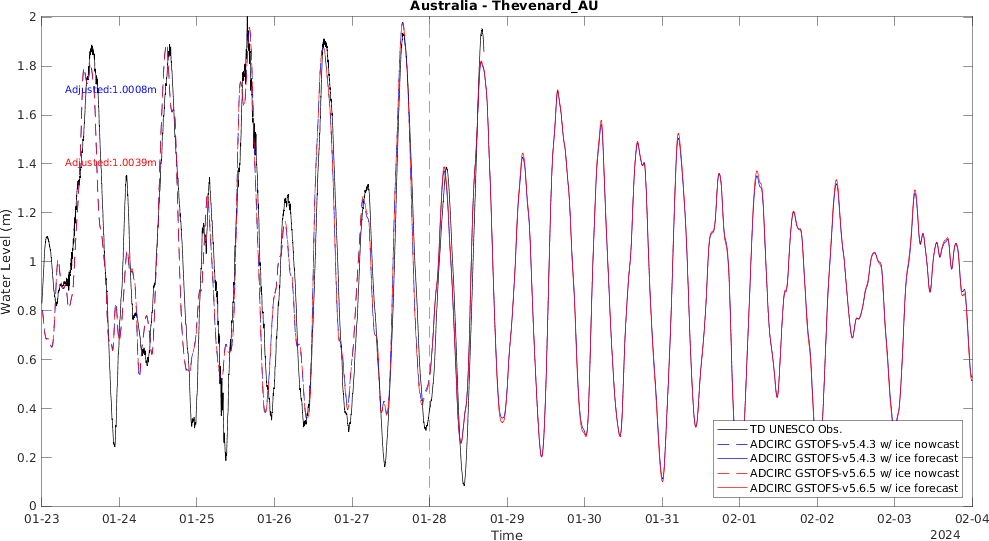 Australia - Thevenard_AU
2
1.8
1.6
1.4
1.2
1
0.8
0.6
0.4
0.2
0
Water Level (m)
Adjusted:1.0008m
Adjusted:1.0039m
TD UNESCO Obs.
ADCIRC GSTOFS-v5.4.3 w/ ice nowcast
ADCIRC GSTOFS-v5.4.3 w/ ice forecast
ADCIRC GSTOFS-v5.6.5 w/ ice nowcast
ADCIRC GSTOFS-v5.6.5 w/ ice forecast
01-23 01-24 01-25 01-26 01-27 01-28 01-29 01-30 01-31 02-01 02-02 02-03 02-04
Time
2024